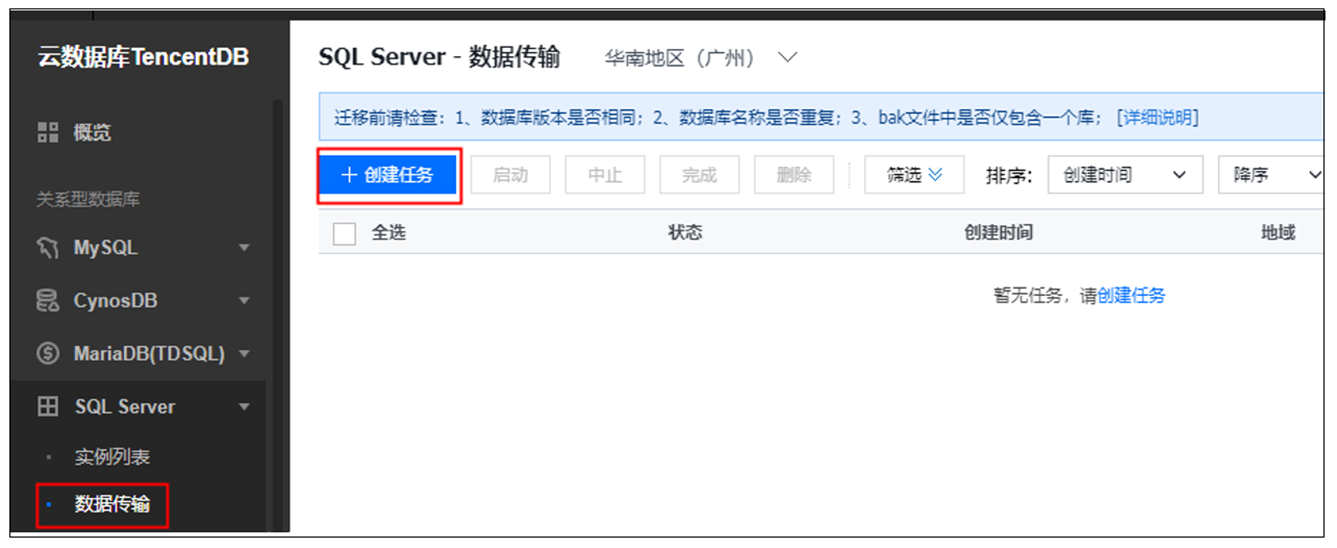 云数据库TencentDB
概览
关系型数据库
MySQL
CynosDB
MariaDB(TDSQL)
SQL Server
实例列表
数据传输
SQL Server - 数据传输 华南地区（广州）
迁移前请检查：1、数据库版本是否相同；2、数据库名称是否重复；3、bak文件中是否仅包含一个库； [详细说明]
+ 创建任务 启动 中止 完成 删除 筛选 排序: 创建时间 降序
全选 状态 创建时间 地域
暂无任务，请创建任务